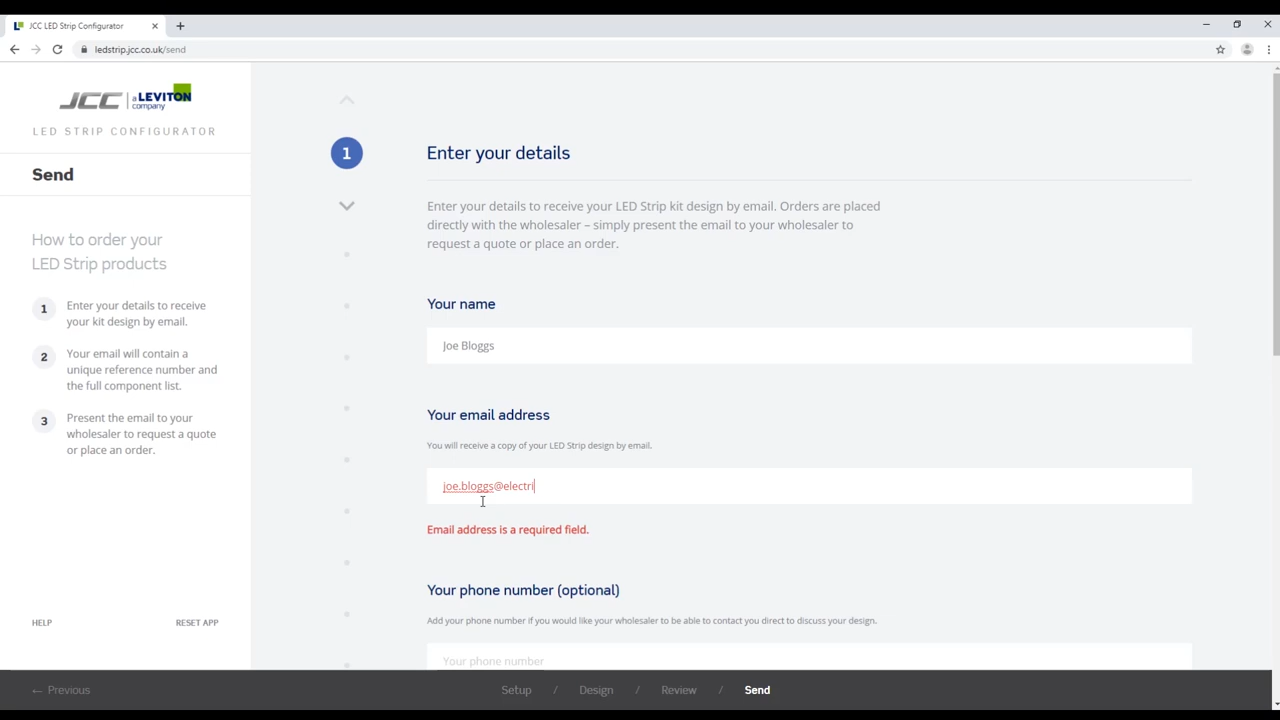 JCC LED Strip Configurator
ledstrip.jcc.co.uk/send
JCC a LEVITON company
LED STRIP CONFIGURATOR
Send
How to order your
LED Strip products
1 Enter your details to receive
your kit design by email.
2 Your email will contain a
unique reference number and
the full component list.
3 Present the email to your
wholesaler to request a quote
or place an order.
HELP RESET APP
1 Enter your details
Enter your details to receive your LED Strip kit design by email. Orders are placed
directly with the wholesaler – simply present the email to your wholesaler to
request a quote or place an order.
Your name
Joe Bloggs
Your email address
You will receive a copy of your LED Strip design by email.
joe.bloggs@electri
Email address is a required field.
Your phone number (optional)
Add your phone number if you would like your wholesaler to be able to contact you direct to discuss your design.
Your phone number
← Previous Setup / Design / Review / Send